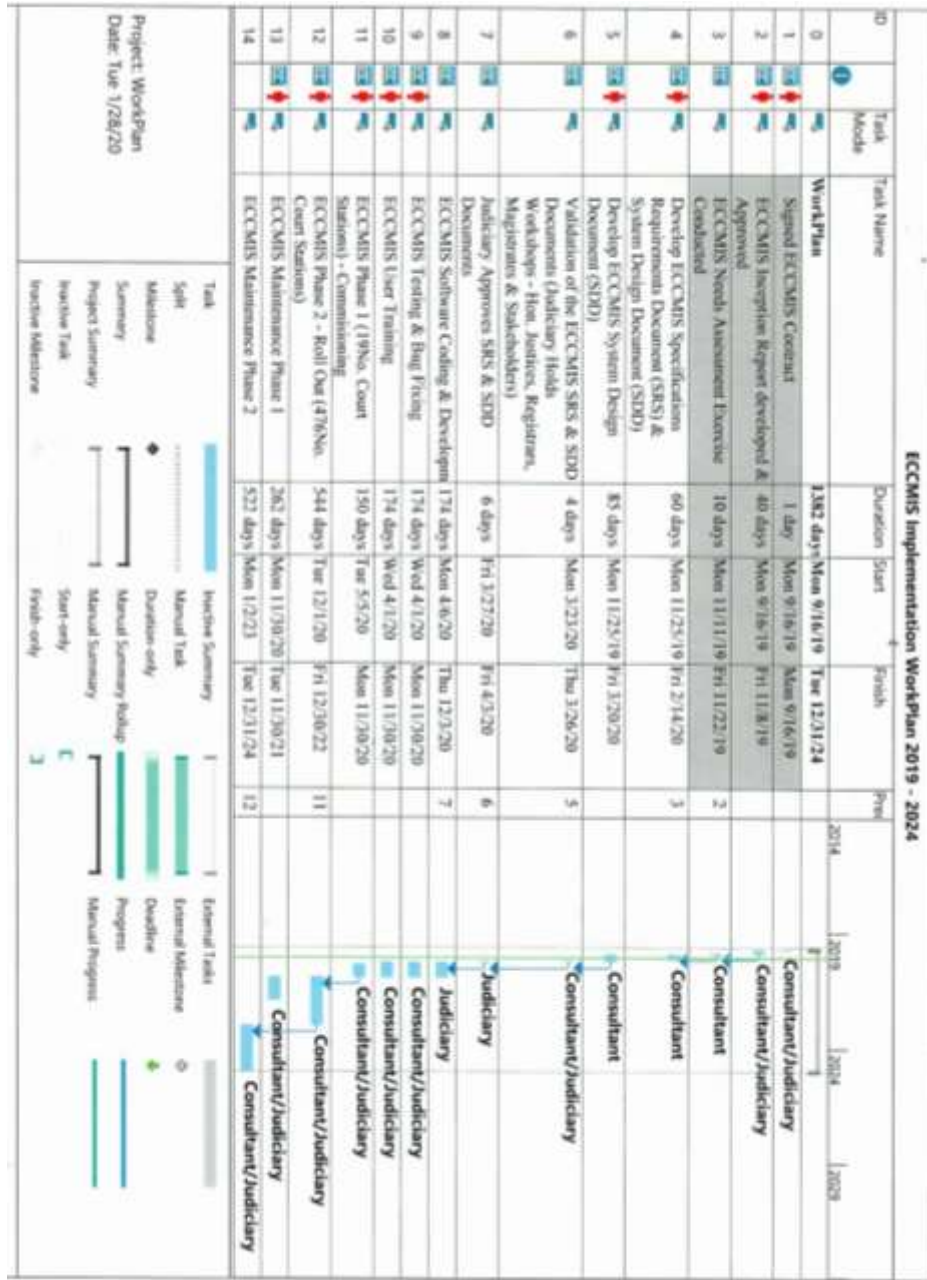 ECCMIS Implementation WorkPlan 2019 - 2024
ID Task Mode Task Name Duration Start Finish Pre 2014 2019 2024 2029
0 WorkPlan 1382 days Mon 9/16/19 Tue 12/31/24
1 Signed ECCMIS Contract 1 day Mon 9/16/19 Mon 9/16/19 Consultant/Judiciary
2 ECCMIS Inception Report developed & 40 days Mon 9/16/19 Fri 11/8/19 Consultant/Judiciary
Approved
3 ECCMIS Needs Assessment Exercise 10 days Mon 11/11/19 Fri 11/22/19 2 Consultant
Conducted
4 Develop ECCMIS Specifications 60 days Mon 11/25/19 Fri 2/14/20 3 Consultant
Requirements Document (SRS) &
System Design Document (SDD)
5 Develop ECCMIS System Design 85 days Mon 11/25/19 Fri 3/20/20 Consultant
Document (SDD)
6 Validation of the ECCMIS SRS & SDD 4 days Mon 3/23/20 Thu 3/26/20 5 Consultant/Judiciary
Documents (Judiciary Holds
Workshops - Hon. Justices, Registrars,
Magistrates & Stakeholders)
7 Judiciary Approves SRS & SDD 6 days Fri 3/27/20 Fri 4/3/20 6 Judiciary
Documents
8 ECCMIS Software Coding & Developm 174 days Mon 4/6/20 Thu 12/3/20 7 Judiciary
9 ECCMIS Testing & Bug Fixing 174 days Wed 4/1/20 Mon 11/30/20 Consultant/Judiciary
10 ECCMIS User Training 174 days Wed 4/1/20 Mon 11/30/20 Consultant/Judiciary
11 ECCMIS Phase 1 (19No. Court 150 days Tue 5/5/20 Mon 11/30/20 Consultant/Judiciary
Stations) - Commisioning
12 ECCMIS Phase 2 - Roll Out (476No. 544 days Tue 12/1/20 Fri 12/30/22 11 Consultant/Judiciary
Court Stations)
13 ECCMIS Maintenance Phase 1 262 days Mon 11/30/20 Tue 11/30/21 Consultant/Judiciary
14 ECCMIS Maintenance Phase 2 522 days Mon 1/2/23 Tue 12/31/24 12 Consultant/Judiciary
Project: WorkPlan
Date: Tue 1/28/20
Task
Split
Milestone
Summary
Project Summary
Inactive Task
Inactive Milestone
Inactive Summary
Manual Task
Duration-only
Manual Summary Rollup
Manual Summary
Start-only
Finish-only
External Tasks
External Milestone
Deadline
Progress
Manual Progress